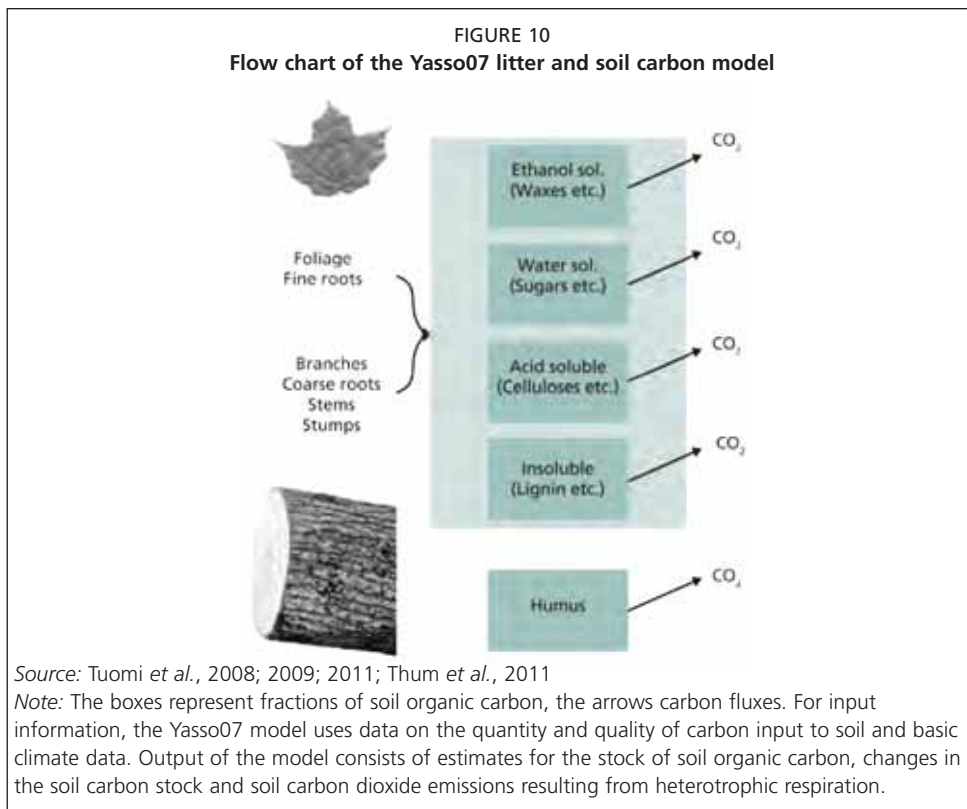 FIGURE 10
Flow chart of the Yasso07 litter and soil carbon model
CO₂
Ethanol sol.
(Waxes etc.)
CO₂
Foliage
Fine roots
Water sol.
(Sugars etc.)
CO₂
Branches
Coarse roots
Stems
Stumps
Acid soluble
(Celluloses etc.)
CO₂
Insoluble
(Lignin etc.)
CO₂
Humus
Source: Tuomi et al., 2008; 2009; 2011; Thum et al., 2011
Note: The boxes represent fractions of soil organic carbon, the arrows carbon fluxes. For input
information, the Yasso07 model uses data on the quantity and quality of carbon input to soil and basic
climate data. Output of the model consists of estimates for the stock of soil organic carbon, changes in
the soil carbon stock and soil carbon dioxide emissions resulting from heterotrophic respiration.